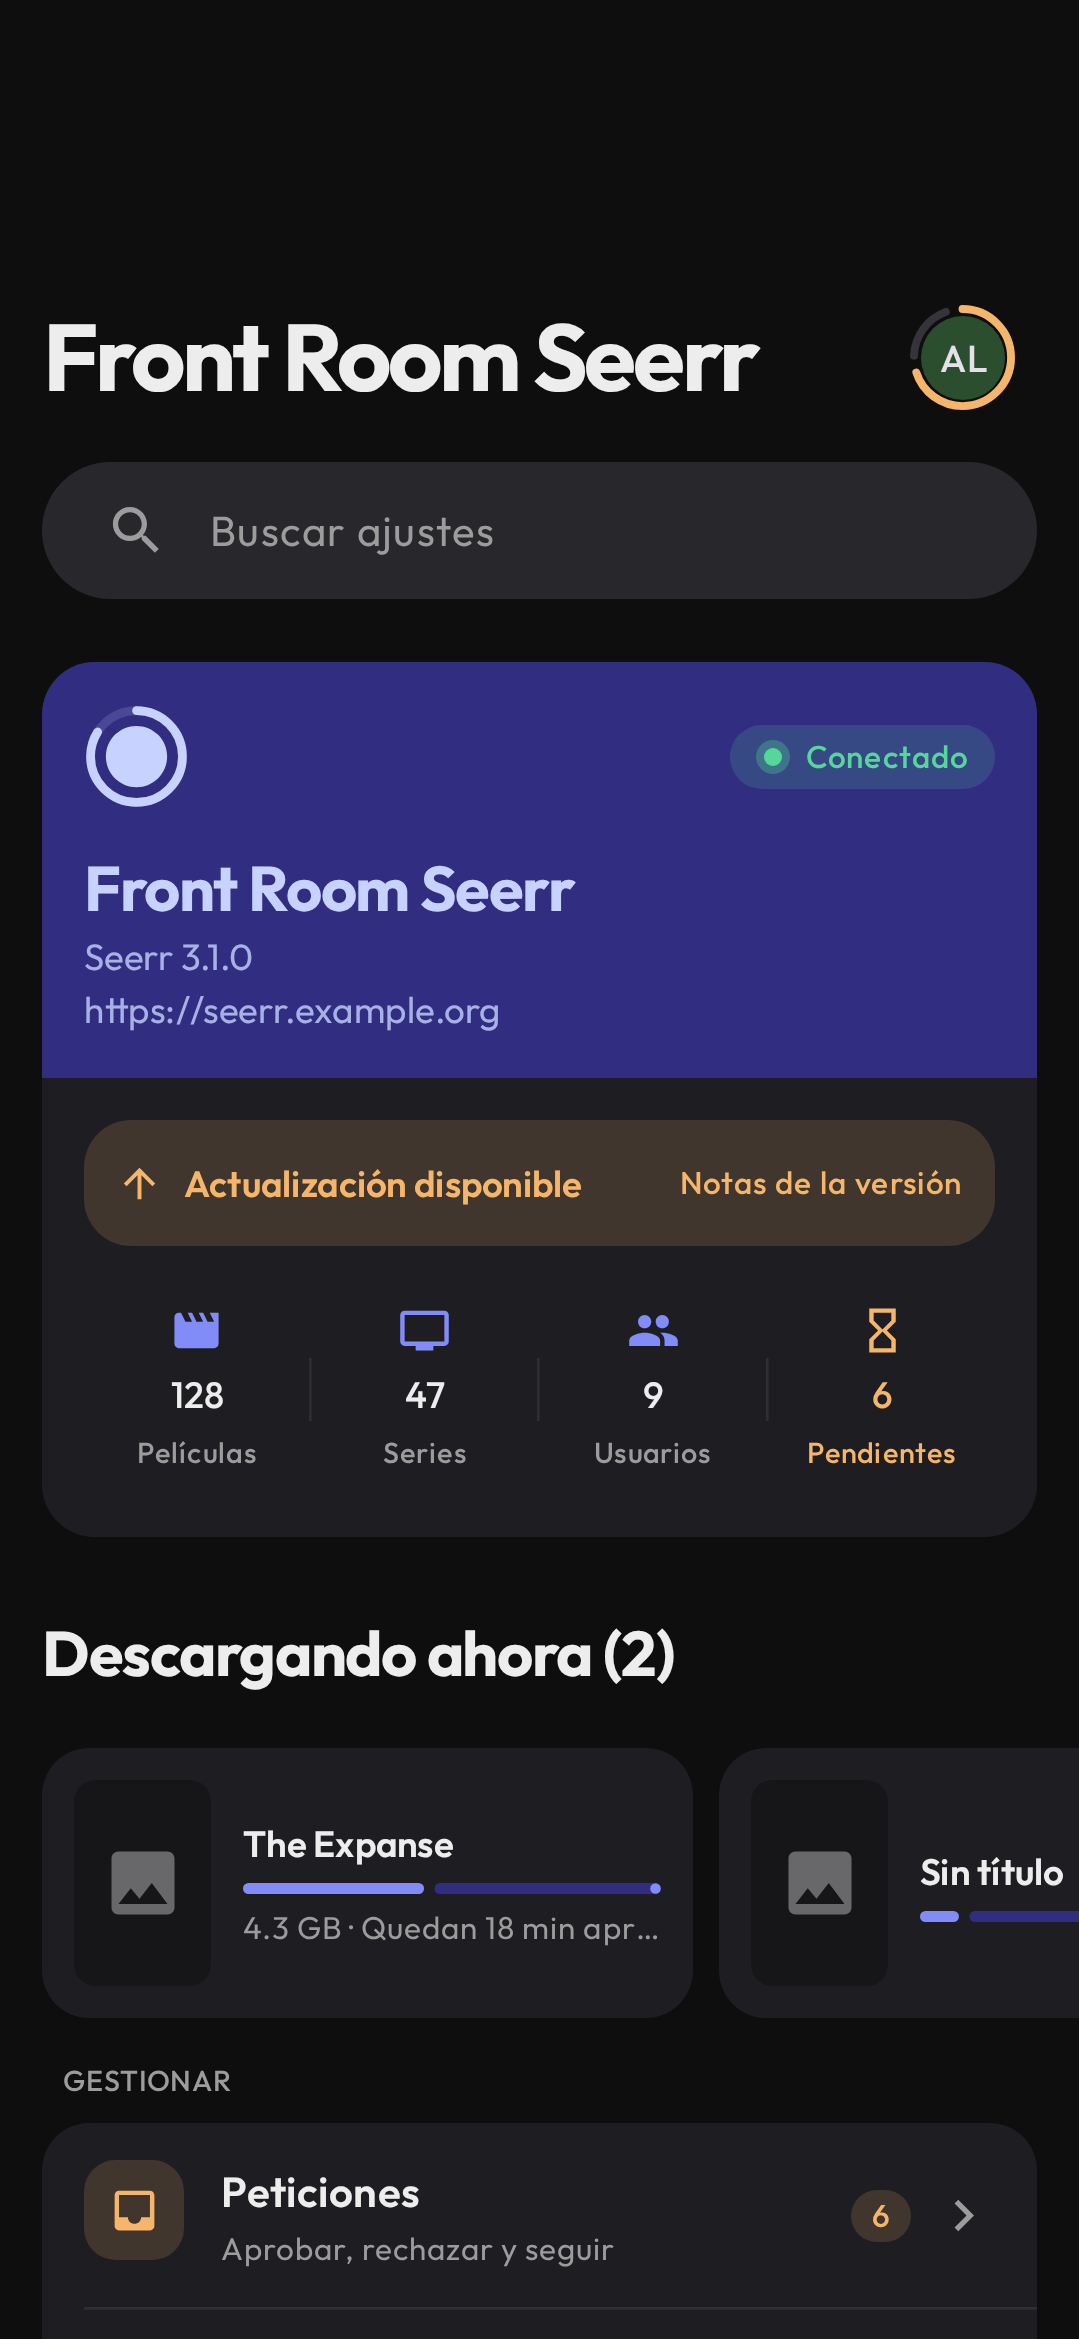 Front Room Seerr
AL
Buscar ajustes
Conectado
Front Room Seerr
Seerr 3.1.0
https://seerr.example.org
Actualización disponible
Notas de la versión
128
47
9
6
Películas
Series
Usuarios
Pendientes
Descargando ahora (2)
The Expanse
4.3 GB · Quedan 18 min apr…
Sin título
GESTIONAR
Peticiones
Aprobar, rechazar y seguir
6